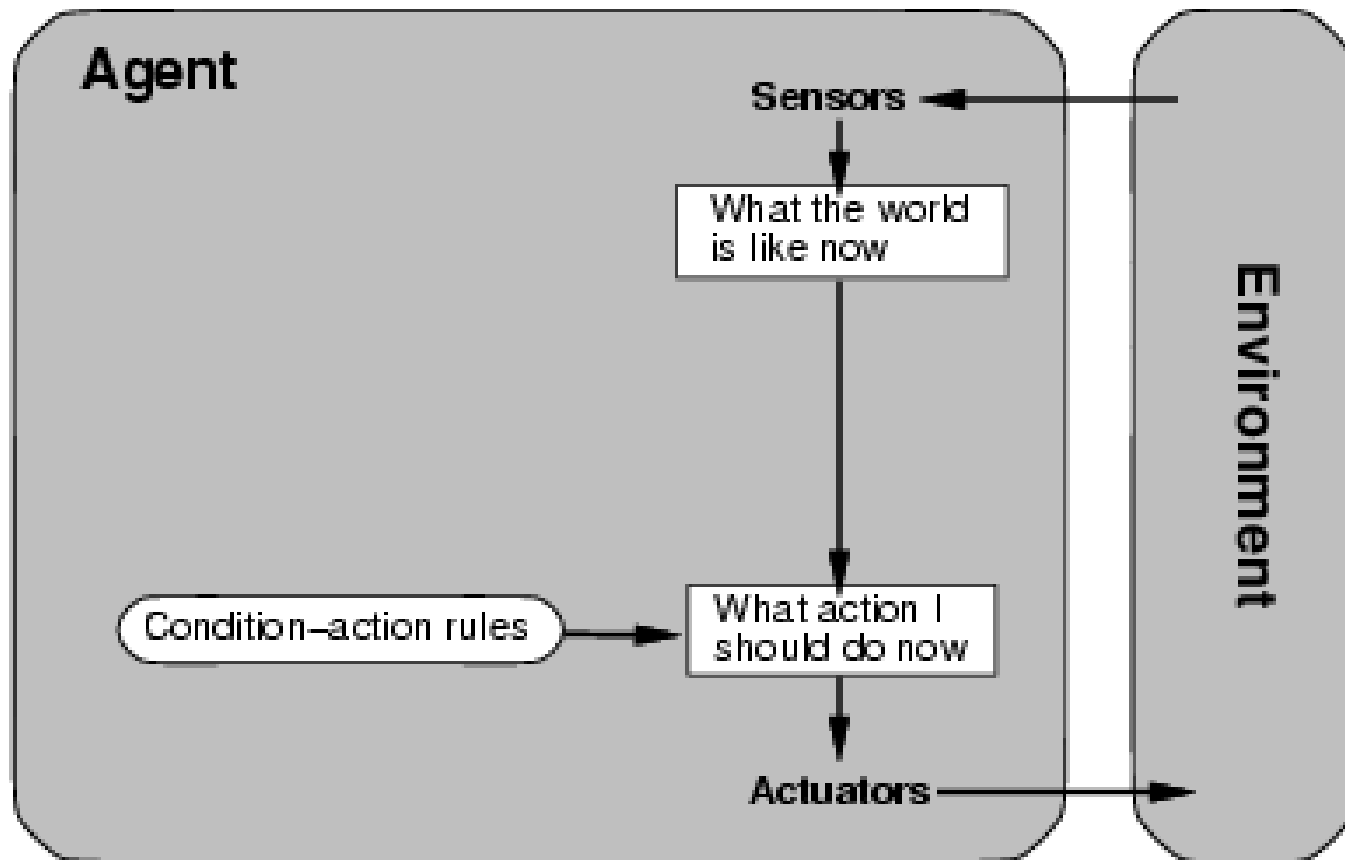 Agent
Sensors
What the world
is like now
Environment
Condition–action rules
What action I
should do now
Actuators